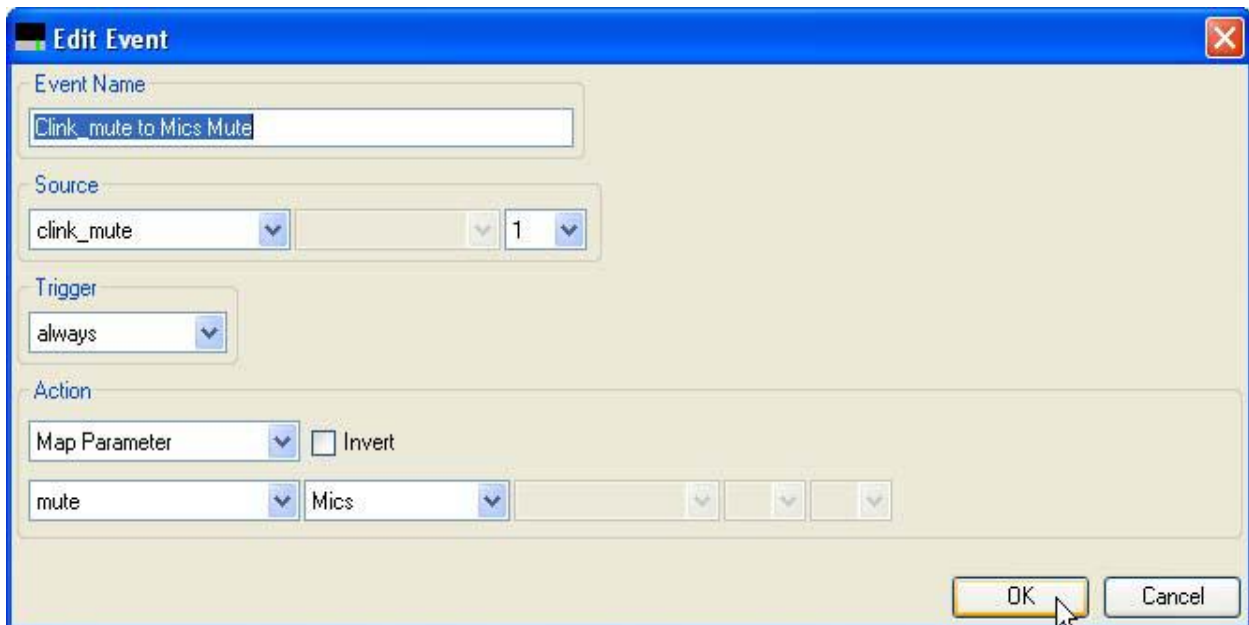 Edit Event
Event Name
Clink_mute to Mics Mute
Source
clink_mute 1
Trigger
always
Action
Map Parameter Invert
mute Mics
OK Cancel